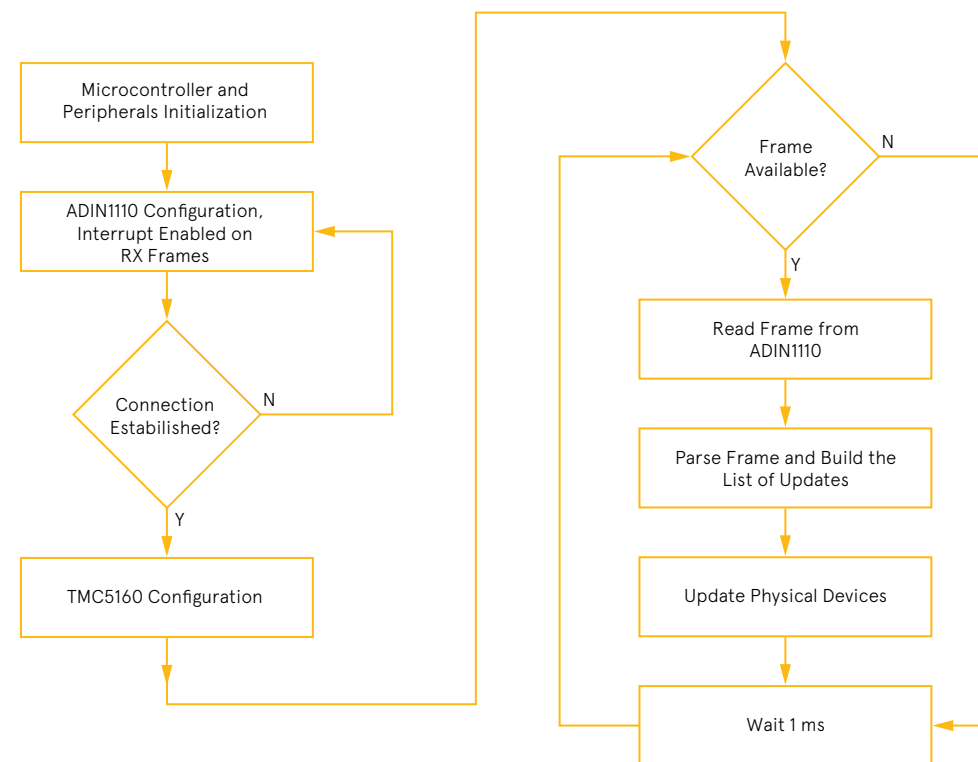 Microcontroller and
Peripherals Initialization
ADIN1110 Configuration,
Interrupt Enabled on
RX Frames
Connection
Estabilished?
N
Y
TMC5160 Configuration
Frame
Available?
N
Y
Read Frame from
ADIN1110
Parse Frame and Build the
List of Updates
Update Physical Devices
Wait 1 ms